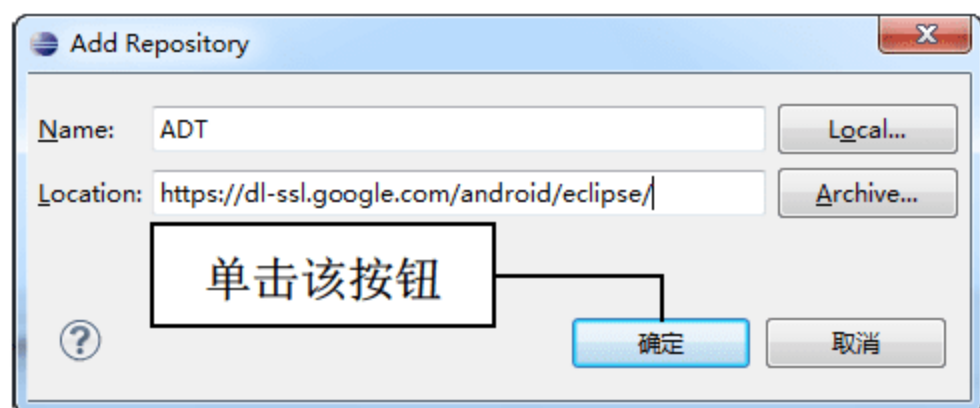 Add Repository
Name: ADT Local...
Location: https://dl-ssl.google.com/android/eclipse/ Archive...
单击该按钮
? 确定 取消